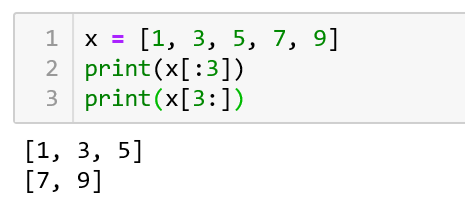 1 x = [1, 3, 5, 7, 9]
2 print(x[:3])
3 print(x[3:])
[1, 3, 5]
[7, 9]